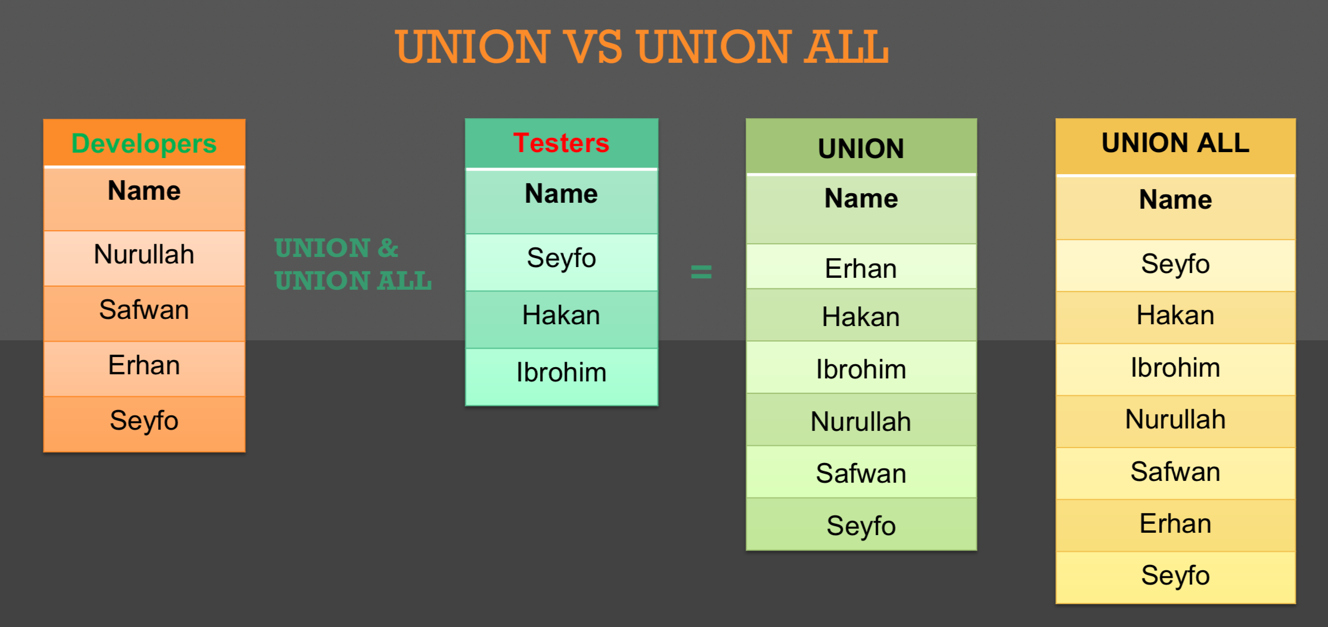 UNION VS UNION ALL
Developers
Name
Nurullah
Safwan
Erhan
Seyfo
UNION &
UNION ALL
Testers
Name
Seyfo
Hakan
Ibrohim
=
UNION
Name
Erhan
Hakan
Ibrohim
Nurullah
Safwan
Seyfo
UNION ALL
Name
Seyfo
Hakan
Ibrohim
Nurullah
Safwan
Erhan
Seyfo